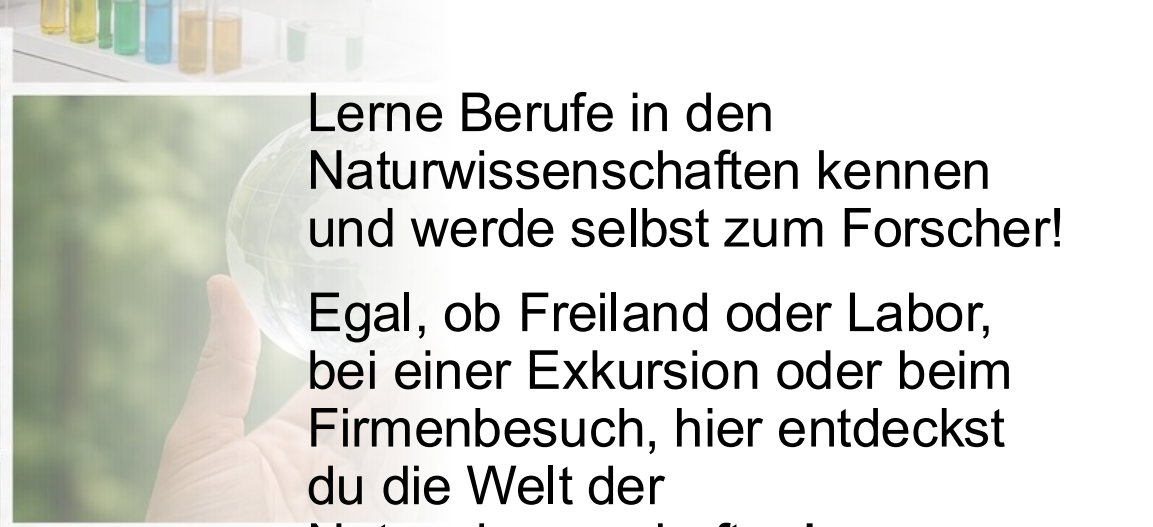 Lerne Berufe in den
Naturwissenschaften kennen
und werde selbst zum Forscher!
Egal, ob Freiland oder Labor,
bei einer Exkursion oder beim
Firmenbesuch, hier entdeckst
du die Welt der